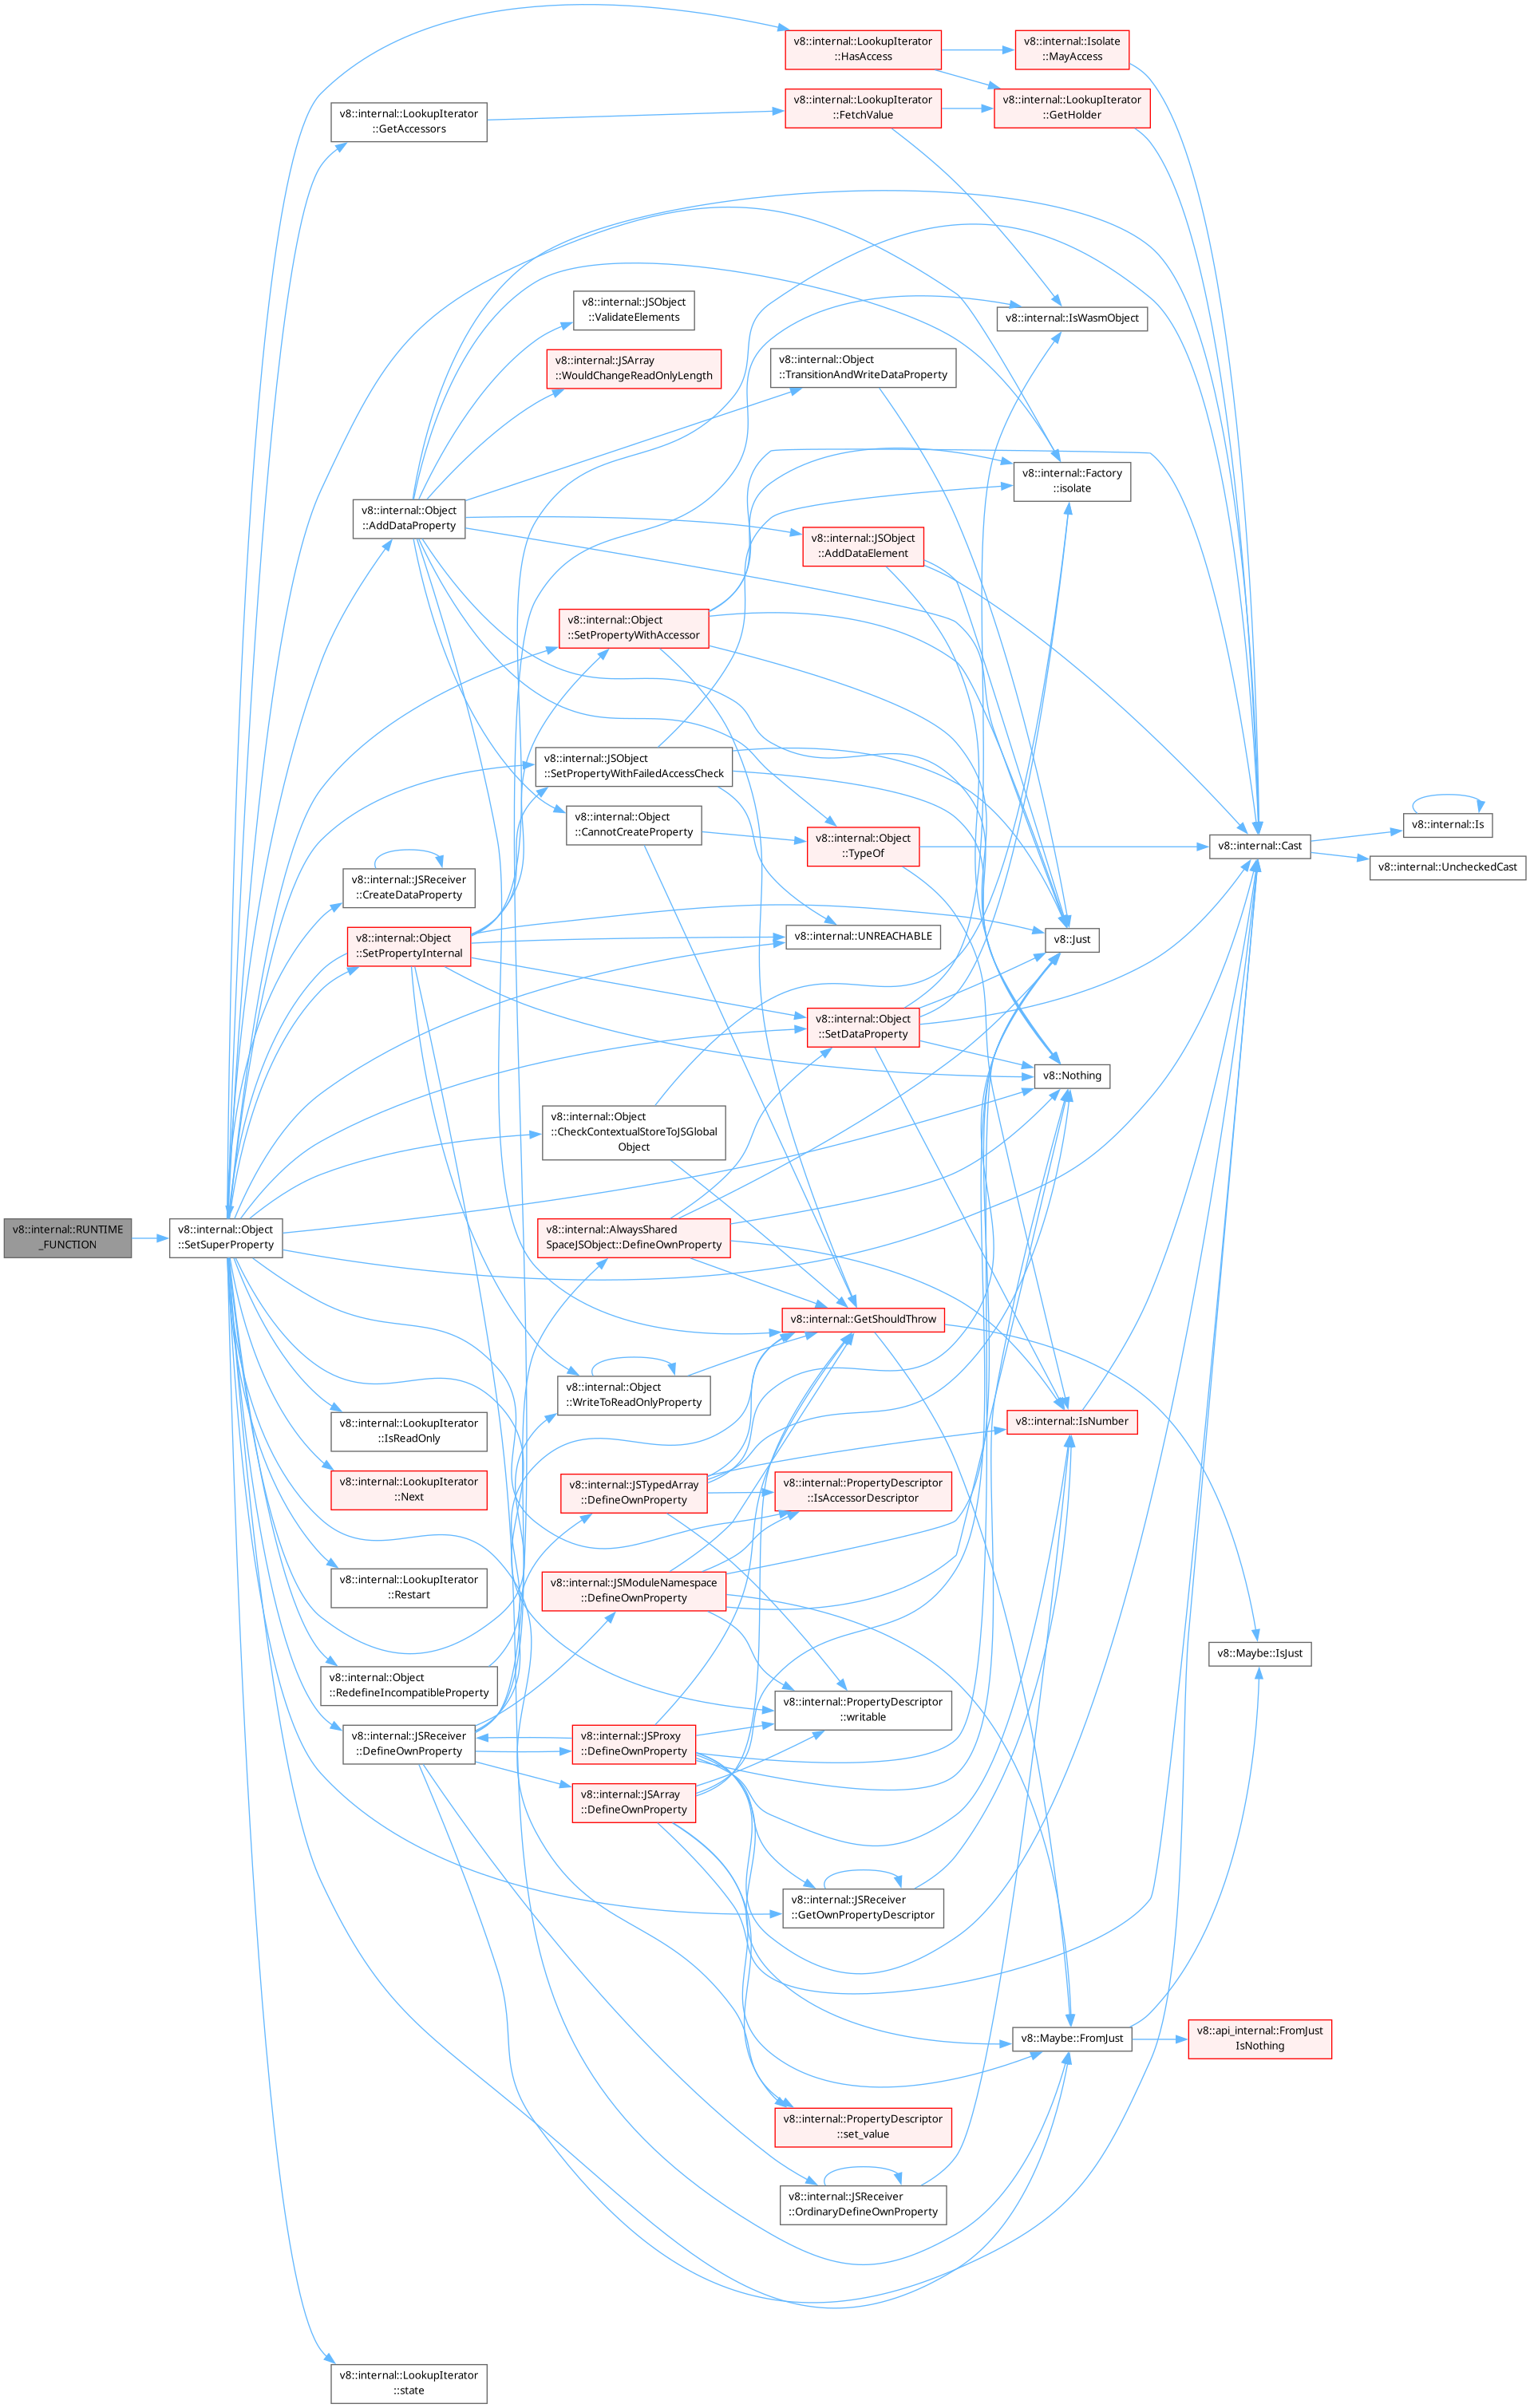 v8::internal::LookupIterator
::HasAccess
v8::internal::Isolate
::MayAccess
v8::internal::LookupIterator
::GetAccessors
v8::internal::LookupIterator
::FetchValue
v8::internal::LookupIterator
::GetHolder
v8::internal::JSObject
::ValidateElements
v8::internal::IsWasmObject
v8::internal::JSArray
::WouldChangeReadOnlyLength
v8::internal::Object
::TransitionAndWriteDataProperty
v8::internal::Factory
::isolate
v8::internal::Object
::AddDataProperty
v8::internal::JSObject
::AddDataElement
v8::internal::Object
::SetPropertyWithAccessor
v8::internal::JSObject
::SetPropertyWithFailedAccessCheck
v8::internal::Object
::CannotCreateProperty
v8::internal::Object
::TypeOf
v8::internal::Cast
v8::internal::Is
v8::internal::UncheckedCast
v8::internal::JSReceiver
::CreateDataProperty
v8::internal::Object
::SetPropertyInternal
v8::internal::UNREACHABLE
v8::Just
v8::internal::Object
::SetDataProperty
v8::Nothing
v8::internal::Object
::CheckContextualStoreToJSGlobal
Object
v8::internal::RUNTIME
_FUNCTION
v8::internal::Object
::SetSuperProperty
v8::internal::AlwaysShared
SpaceJSObject::DefineOwnProperty
v8::internal::GetShouldThrow
v8::internal::Object
::WriteToReadOnlyProperty
v8::internal::IsNumber
v8::internal::LookupIterator
::IsReadOnly
v8::internal::LookupIterator
::Next
v8::internal::JSTypedArray
::DefineOwnProperty
v8::internal::PropertyDescriptor
::IsAccessorDescriptor
v8::internal::LookupIterator
::Restart
v8::internal::JSModuleNamespace
::DefineOwnProperty
v8::Maybe::IsJust
v8::internal::Object
::RedefineIncompatibleProperty
v8::internal::PropertyDescriptor
::writable
v8::internal::JSReceiver
::DefineOwnProperty
v8::internal::JSProxy
::DefineOwnProperty
v8::internal::JSArray
::DefineOwnProperty
v8::internal::JSReceiver
::GetOwnPropertyDescriptor
v8::Maybe::FromJust
v8::api_internal::FromJust
IsNothing
v8::internal::PropertyDescriptor
::set_value
v8::internal::JSReceiver
::OrdinaryDefineOwnProperty
v8::internal::LookupIterator
::state